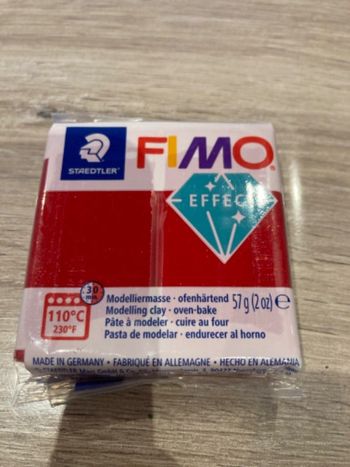 STAEDTLER
FIMO
EFFECT
30
min
110°C
230°F
Modelliermasse · ofenhärtend
Modelling clay · oven-bake
Pâte à modeler · cuire au four
Pasta de modelar · endurecer al horno
57 g (2 oz) ℮
MADE IN GERMANY · FABRIQUÉ EN ALLEMAGNE · HECHO EN ALEMANIA